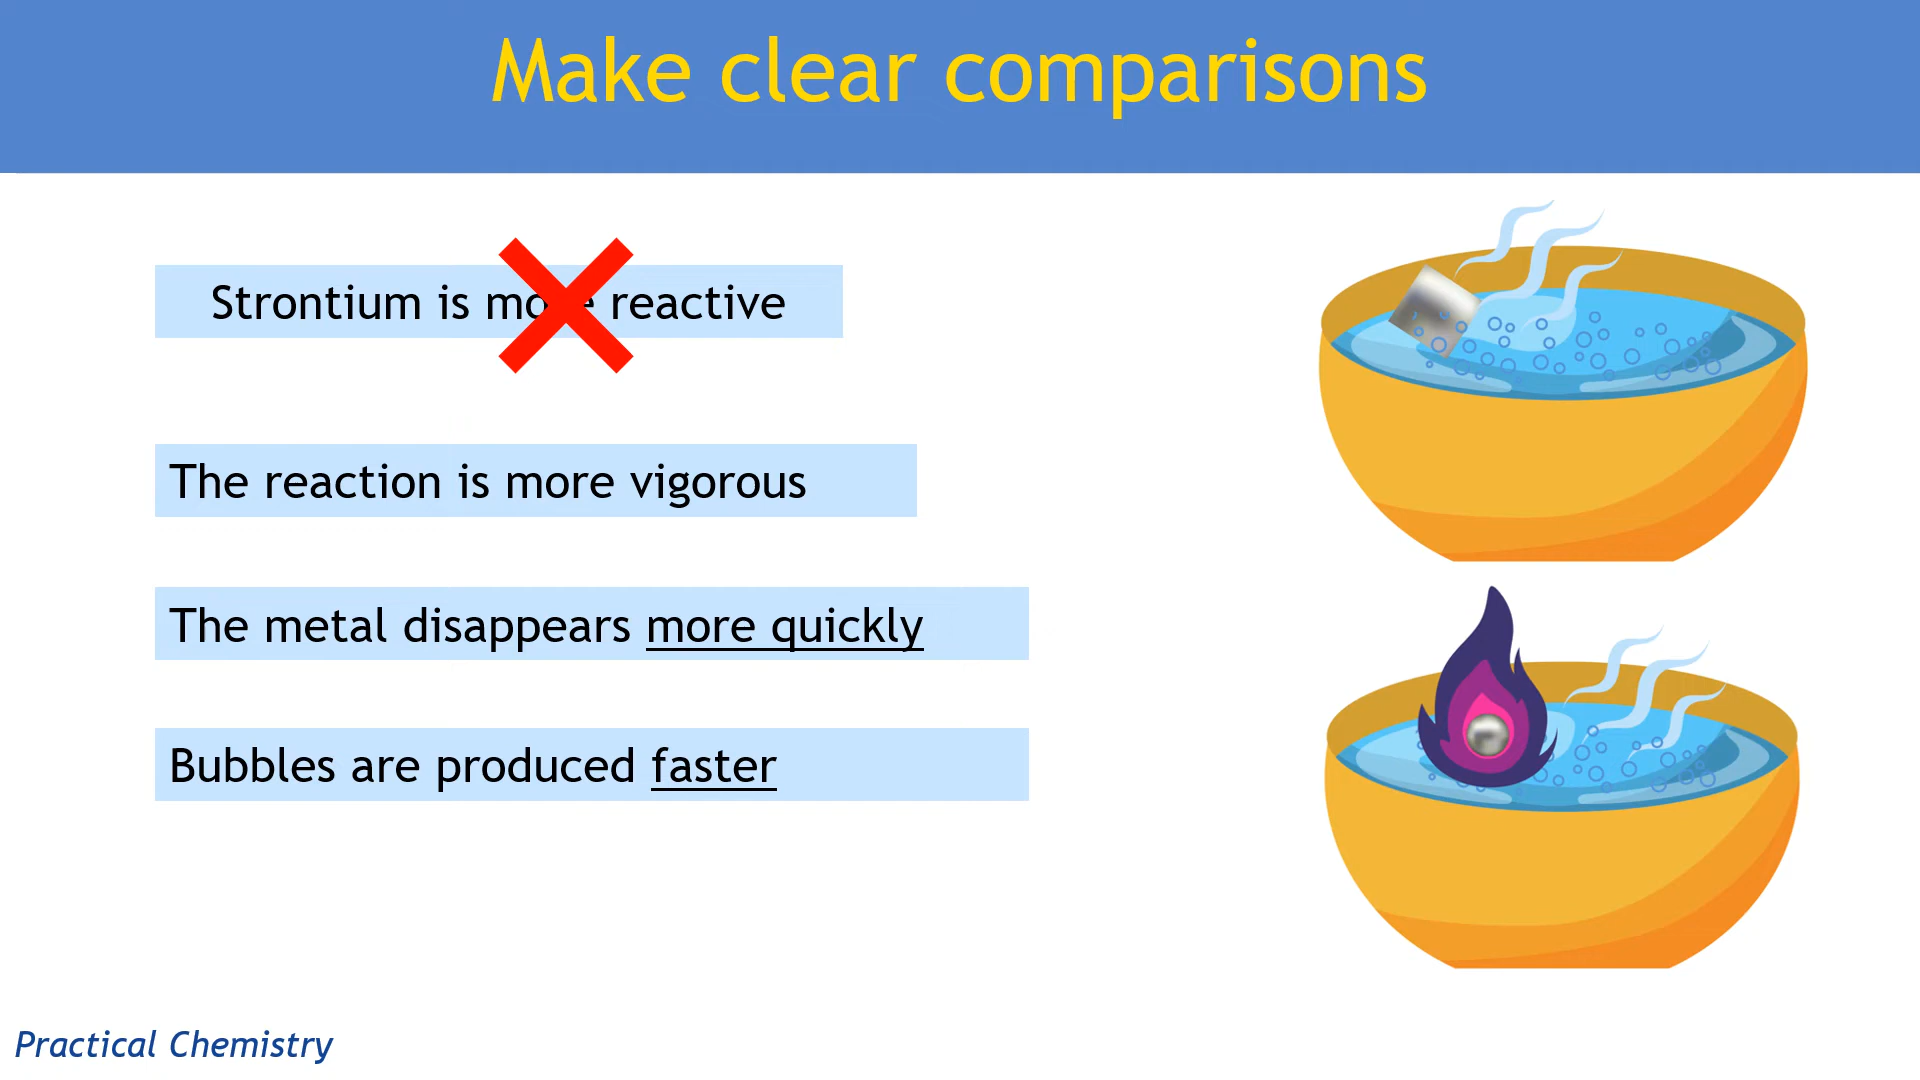 Make clear comparisons
Strontium is more reactive
The reaction is more vigorous
The metal disappears more quickly
Bubbles are produced faster
Practical Chemistry